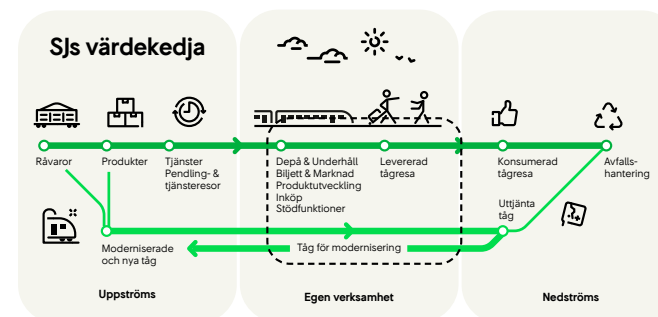 SJs värdekedja
Råvaror
Produkter
Tjänster
Pendling- &
tjänsteresor
Depå & Underhåll
Biljett & Marknad
Produktutveckling
Inköp
Stödfunktioner
Levererad
tågresa
Konsumerad
tågresa
Avfalls-
hantering
Uttjänta
tåg
Moderniserade
och nya tåg
Tåg för modernisering
Uppströms
Egen verksamhet
Nedströms